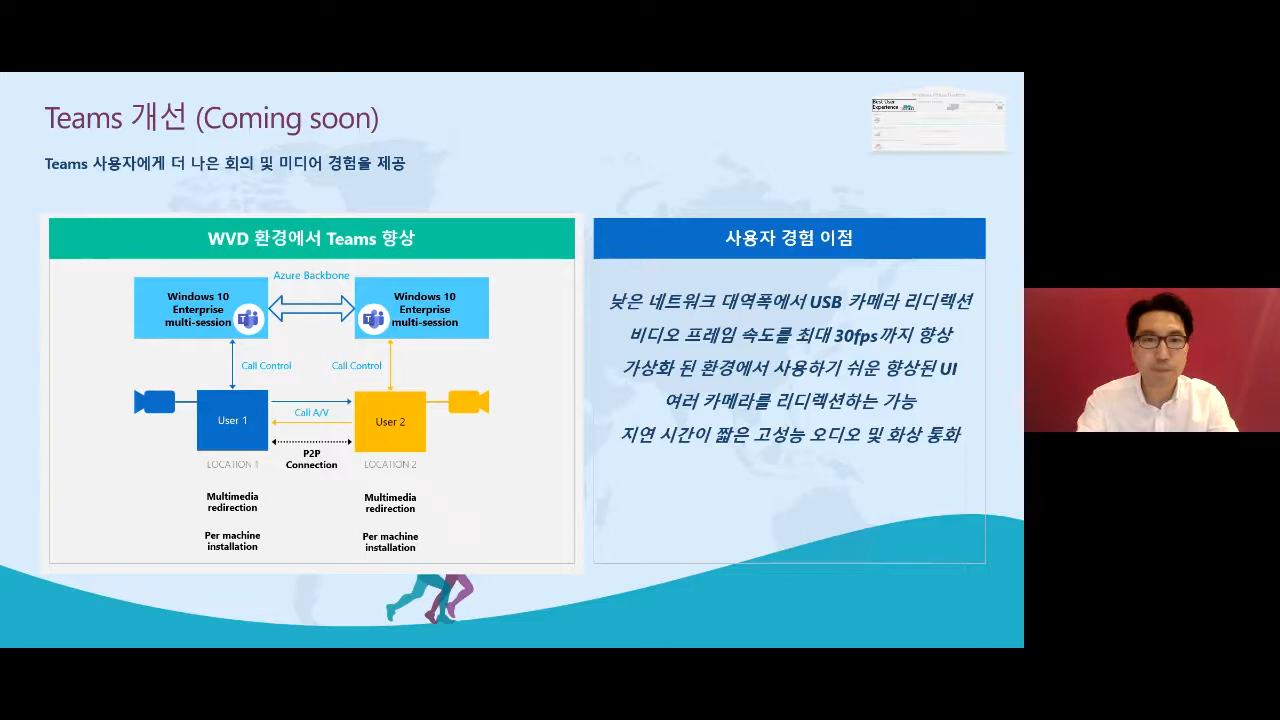 Teams 개선 (Coming soon)
Best User
Experience
Teams 사용자에게 더 나은 회의 및 미디어 경험을 제공
WVD 환경에서 Teams 향상
Azure Backbone
Windows 10
Enterprise
multi-session
Windows 10
Enterprise
multi-session
Call Control
Call Control
User 1
Call A/V
User 2
P2P
Connection
LOCATION 1
LOCATION 2
Multimedia
redirection
Multimedia
redirection
Per machine
installation
Per machine
installation
사용자 경험 이점
낮은 네트워크 대역폭에서 USB 카메라 리디렉션
비디오 프레임 속도를 최대 30fps까지 향상
가상화 된 환경에서 사용하기 쉬운 향상된 UI
여러 카메라를 리디렉션하는 가능
지연 시간이 짧은 고성능 오디오 및 화상 통화